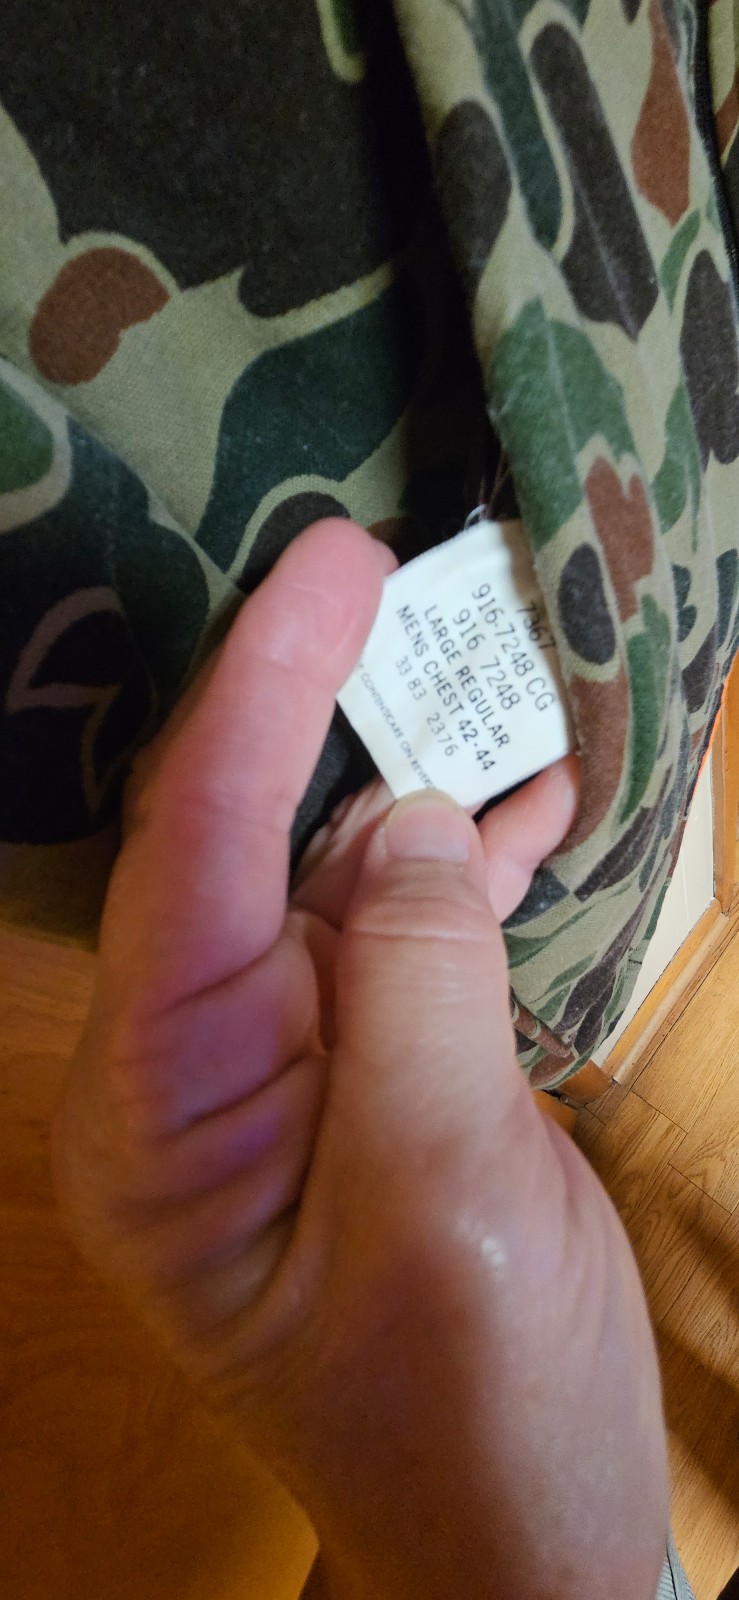 7367
916-7248 CG
916 7248
LARGE REGULAR
MENS CHEST 42-44
33 83 2376
CONTENT CARE ON REVERSE